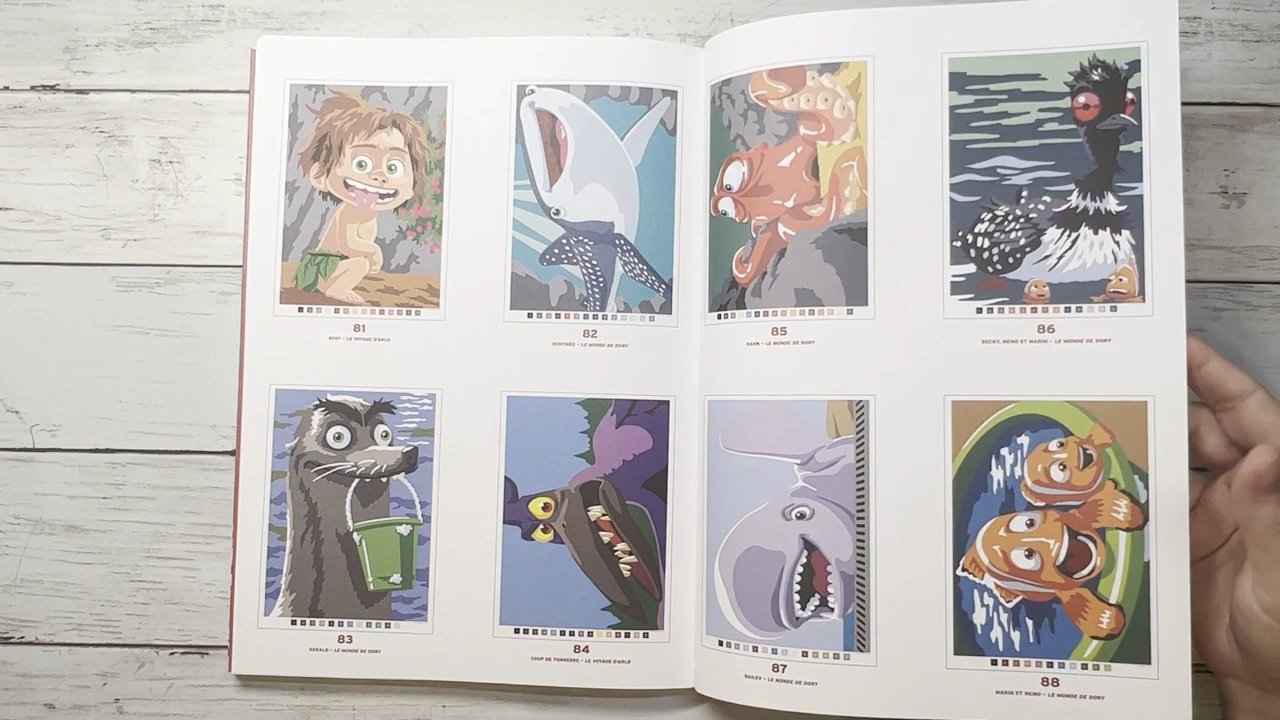 81
SPOT - LE VOYAGE D'ARLO
82
DESTINÉE - LE MONDE DE DORY
83
GERALD - LE MONDE DE DORY
84
COUP DE TONNERRE - LE VOYAGE D'ARLO
85
HANK - LE MONDE DE DORY
86
BECKY, NEMO ET MARIN - LE MONDE DE DORY
87
BAILEY - LE MONDE DE DORY
88
MARIN ET NEMO - LE MONDE DE DORY